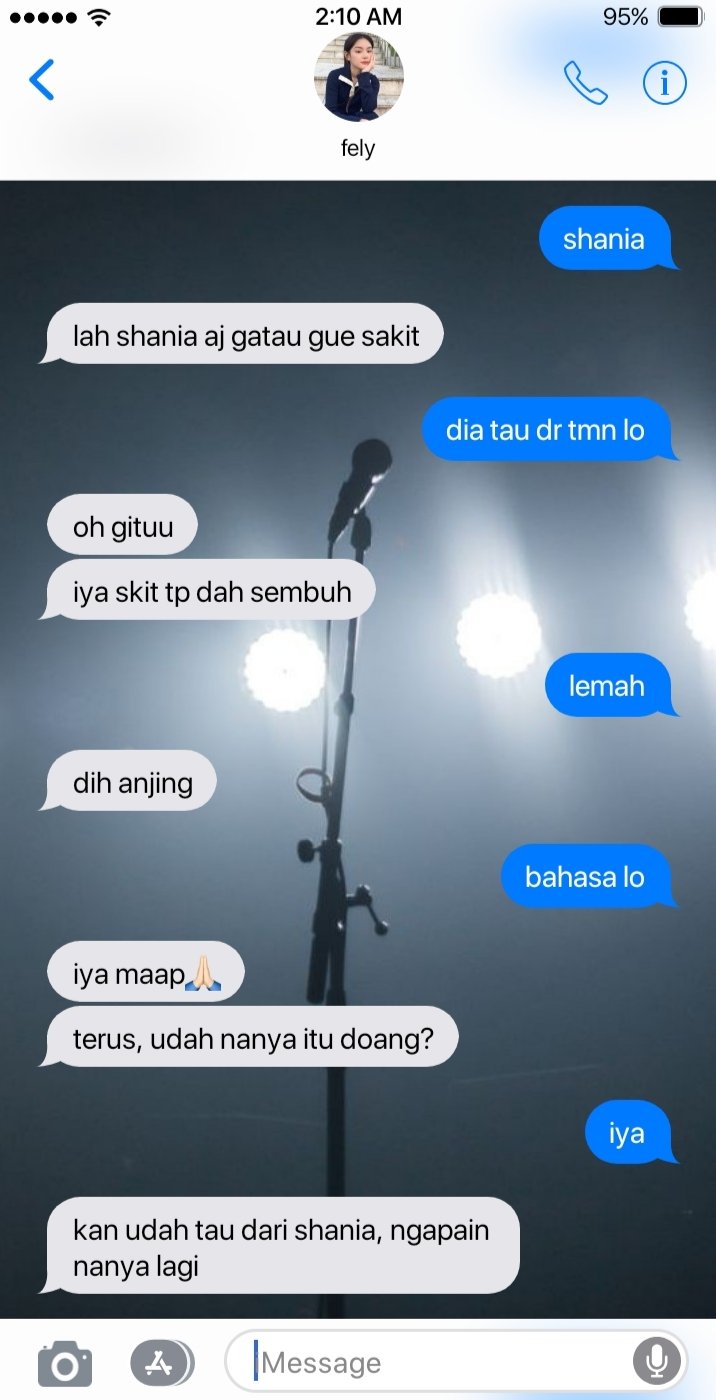 2:10 AM
95%
fely
shania
lah shania aj gatau gue sakit
dia tau dr tmn lo
oh gituu
iya skit tp dah sembuh
lemah
dih anjing
bahasa lo
iya maap🙏🏻
terus, udah nanya itu doang?
iya
kan udah tau dari shania, ngapain
nanya lagi
Message